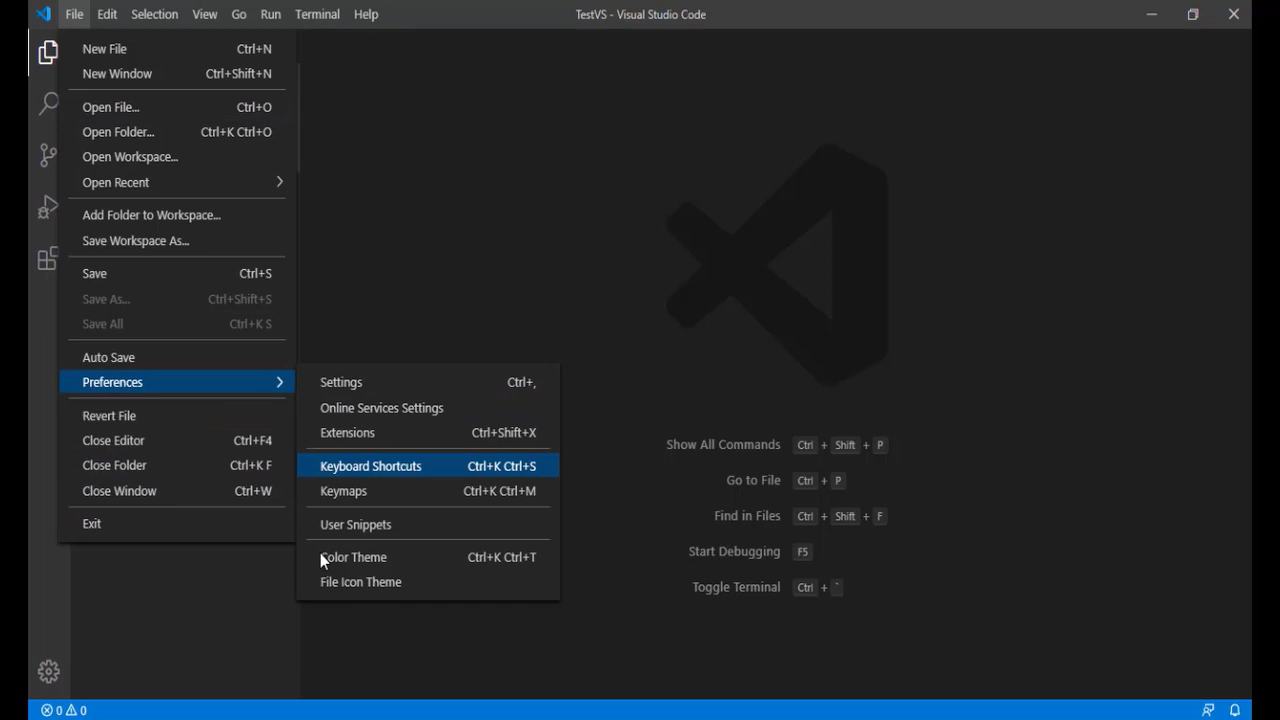 File Edit Selection View Go Run Terminal Help TestVS - Visual Studio Code
New File Ctrl+N
New Window Ctrl+Shift+N
Open File... Ctrl+O
Open Folder... Ctrl+K Ctrl+O
Open Workspace...
Open Recent
Add Folder to Workspace...
Save Workspace As...
Save Ctrl+S
Save As... Ctrl+Shift+S
Save All Ctrl+K S
Auto Save
Preferences
Revert File
Close Editor Ctrl+F4
Close Folder Ctrl+K F
Close Window Ctrl+W
Exit
Settings Ctrl+,
Online Services Settings
Extensions Ctrl+Shift+X
Keyboard Shortcuts Ctrl+K Ctrl+S
Keymaps Ctrl+K Ctrl+M
User Snippets
Color Theme Ctrl+K Ctrl+T
File Icon Theme
Show All Commands Ctrl + Shift + P
Go to File Ctrl + P
Find in Files Ctrl + Shift + F
Start Debugging F5
Toggle Terminal Ctrl + `
0 0